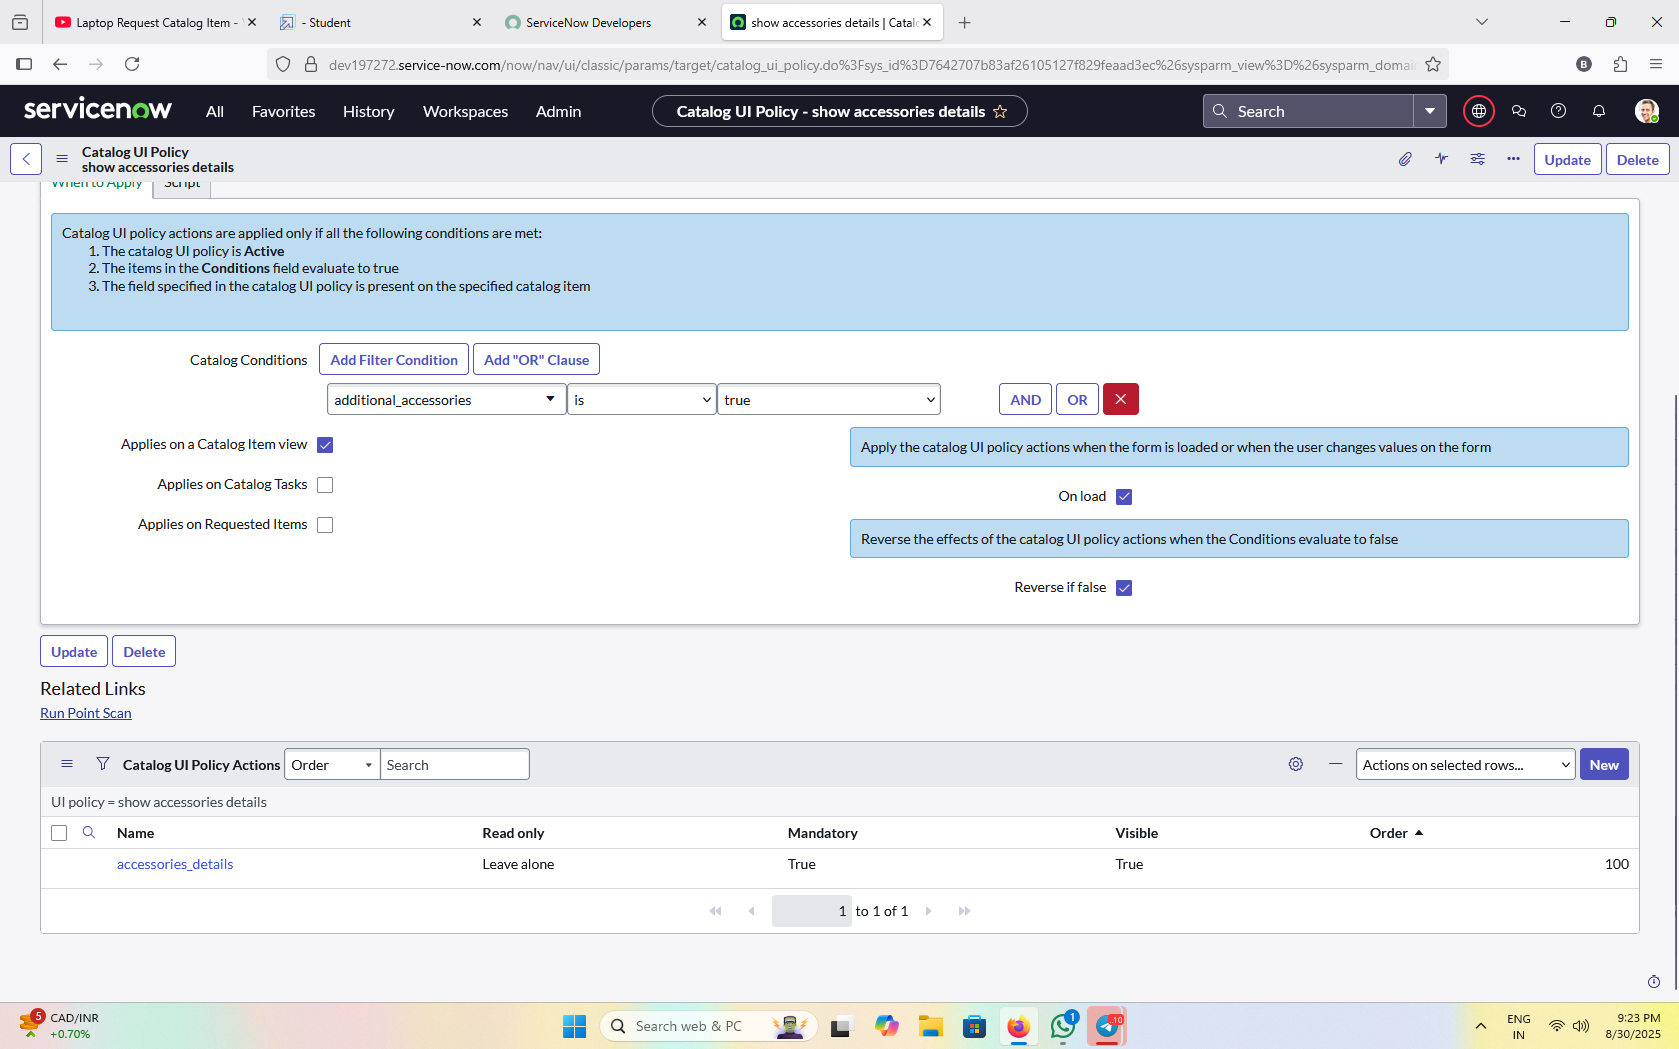 Laptop Request Catalog Item -
- Student
ServiceNow Developers
show accessories details | Catalo
dev197272.service-now.com/now/nav/ui/classic/params/target/catalog_ui_policy.do%3Fsys_id%3D7642707b83af26105127f829feaad3ec%26sysparm_view%3D%26sysparm_domai
B
servicenow
All
Favorites
History
Workspaces
Admin
Catalog UI Policy - show accessories details
Search
Catalog UI Policy
show accessories details
Update
Delete
When to Apply
Script
Catalog UI policy actions are applied only if all the following conditions are met:
1. The catalog UI policy is Active
2. The items in the Conditions field evaluate to true
3. The field specified in the catalog UI policy is present on the specified catalog item
Catalog Conditions
Add Filter Condition
Add "OR" Clause
additional_accessories
is
true
AND
OR
Applies on a Catalog Item view
Apply the catalog UI policy actions when the form is loaded or when the user changes values on the form
Applies on Catalog Tasks
On load
Applies on Requested Items
Reverse the effects of the catalog UI policy actions when the Conditions evaluate to false
Reverse if false
Update
Delete
Related Links
Run Point Scan
Catalog UI Policy Actions
Order
Search
Actions on selected rows...
New
UI policy = show accessories details
Name
Read only
Mandatory
Visible
Order
accessories_details
Leave alone
True
True
100
1 to 1 of 1
5
CAD/INR
+0.70%
Search web & PC
1
10
ENG
IN
9:23 PM
8/30/2025